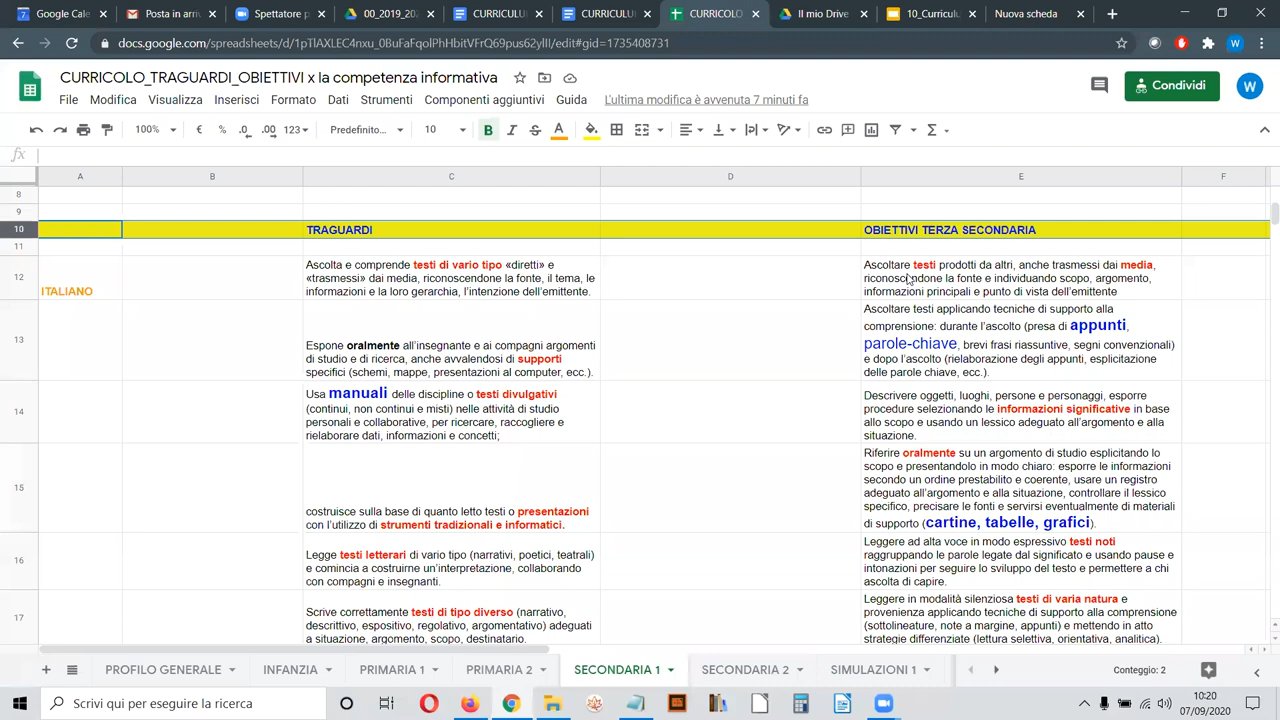 Google Cale
Posta in arri
Spettatore p
00_2019_20
CURRICULU
CURRICULU
CURRICOLO
Il mio Drive
10_Curriculu
Nuova scheda
docs.google.com/spreadsheets/d/1pTlAXLEC4nxu_0BuFaFqolPhHbitVFrQ69pus62yllI/edit#gid=1735408731
W
CURRICOLO_TRAGUARDI_OBIETTIVI x la competenza informativa
Condividi
W
File Modifica Visualizza Inserisci Formato Dati Strumenti Componenti aggiuntivi Guida L'ultima modifica è avvenuta 7 minuti fa
100% € % .0 .00 123 Predefinito... 10 B I S A Σ
fx
A B C D E F
8
9
10 TRAGUARDI OBIETTIVI TERZA SECONDARIA
11
12
ITALIANO
Ascolta e comprende testi di vario tipo «diretti» e
«trasmessi» dai media, riconoscendone la fonte, il tema, le
informazioni e la loro gerarchia, l'intenzione dell'emittente.
Ascoltare testi prodotti da altri, anche trasmessi dai media,
riconoscendone la fonte e individuando scopo, argomento,
informazioni principali e punto di vista dell'emittente
13
Espone oralmente all'insegnante e ai compagni argomenti
di studio e di ricerca, anche avvalendosi di supporti
specifici (schemi, mappe, presentazioni al computer, ecc.).
Ascoltare testi applicando tecniche di supporto alla
comprensione: durante l'ascolto (presa di appunti,
parole-chiave, brevi frasi riassuntive, segni convenzionali)
e dopo l'ascolto (rielaborazione degli appunti, esplicitazione
delle parole chiave, ecc.).
14
Usa manuali delle discipline o testi divulgativi
(continui, non continui e misti) nelle attività di studio
personali e collaborative, per ricercare, raccogliere e
rielaborare dati, informazioni e concetti;
Descrivere oggetti, luoghi, persone e personaggi, esporre
procedure selezionando le informazioni significative in base
allo scopo e usando un lessico adeguato all'argomento e alla
situazione.
15
costruisce sulla base di quanto letto testi o presentazioni
con l'utilizzo di strumenti tradizionali e informatici.
Riferire oralmente su un argomento di studio esplicitando lo
scopo e presentandolo in modo chiaro: esporre le informazioni
secondo un ordine prestabilito e coerente, usare un registro
adeguato all'argomento e alla situazione, controllare il lessico
specifico, precisare le fonti e servirsi eventualmente di materiali
di supporto (cartine, tabelle, grafici).
16
Legge testi letterari di vario tipo (narrativi, poetici, teatrali)
e comincia a costruirne un'interpretazione, collaborando
con compagni e insegnanti.
Leggere ad alta voce in modo espressivo testi noti
raggruppando le parole legate dal significato e usando pause e
intonazioni per seguire lo sviluppo del testo e permettere a chi
ascolta di capire.
17
Scrive correttamente testi di tipo diverso (narrativo,
descrittivo, espositivo, regolativo, argomentativo) adeguati
a situazione, argomento, scopo, destinatario.
Leggere in modalità silenziosa testi di varia natura e
provenienza applicando tecniche di supporto alla comprensione
(sottolineature, note a margine, appunti) e mettendo in atto
strategie differenziate (lettura selettiva, orientativa, analitica).
PROFILO GENERALE INFANZIA PRIMARIA 1 PRIMARIA 2 SECONDARIA 1 SECONDARIA 2 SIMULAZIONI 1 Conteggio: 2
Scrivi qui per eseguire la ricerca
10:20
07/09/2020